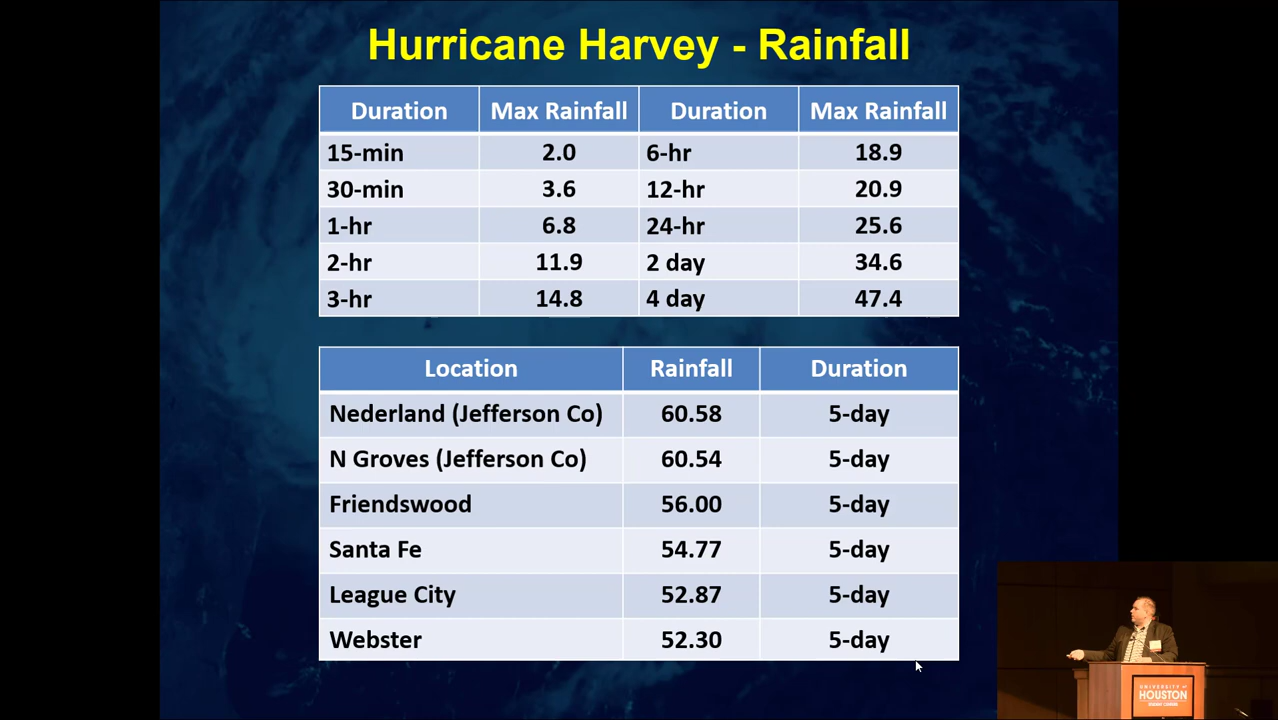 Hurricane Harvey - Rainfall
Duration Max Rainfall Duration Max Rainfall
15-min 2.0 6-hr 18.9
30-min 3.6 12-hr 20.9
1-hr 6.8 24-hr 25.6
2-hr 11.9 2 day 34.6
3-hr 14.8 4 day 47.4
Location Rainfall Duration
Nederland (Jefferson Co) 60.58 5-day
N Groves (Jefferson Co) 60.54 5-day
Friendswood 56.00 5-day
Santa Fe 54.77 5-day
League City 52.87 5-day
Webster 52.30 5-day
UNIVERSITY of
HOUSTON
STUDENT CENTERS